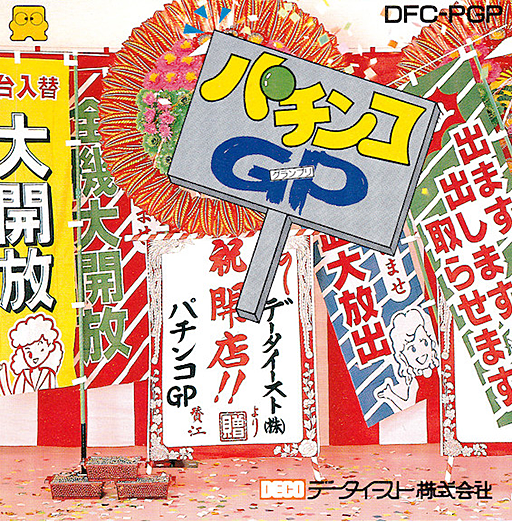 DFC-PGP
パチンコ
GP
グランプリ
台入替
大開放
全機大開放
祝開店!!
データイースト(株)
より
贈
パチンコGP
賛江
大放出
ませ
出ます
出します
取らせます
DECO データイースト株式会社